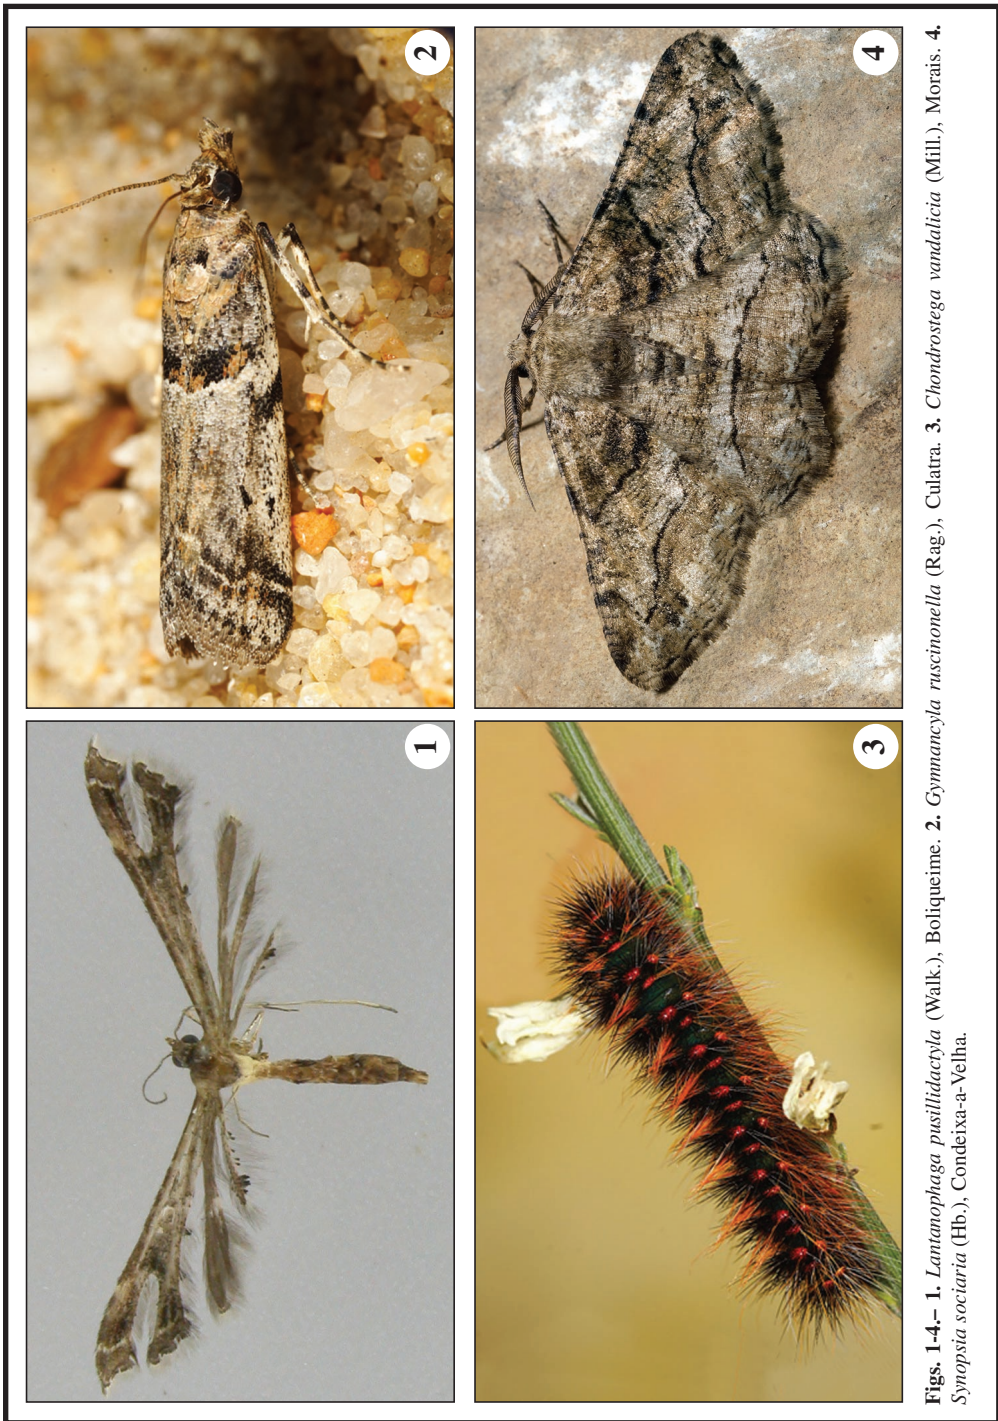 1
2
3
4
Figs. 1-4.– 1. Lantanophaga pusillidactyla (Walk.), Boliqueime. 2. Gymnancyla ruscinonella (Rag.), Culatra. 3. Chondrostega vandalicia (Mill.), Morais. 4.
Synopsia sociaria (Hb.), Condeixa-a-Velha.